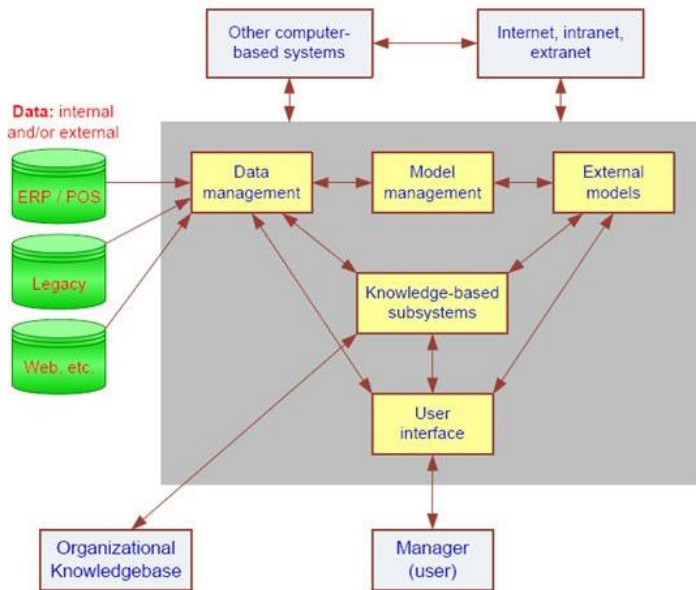 Other computer-
based systems
Internet, intranet,
extranet
Data: internal
and/or external
ERP / POS
Legacy
Web, etc.
Data
management
Model
management
External
models
Knowledge-based
subsystems
User
interface
Organizational
Knowledgebase
Manager
(user)